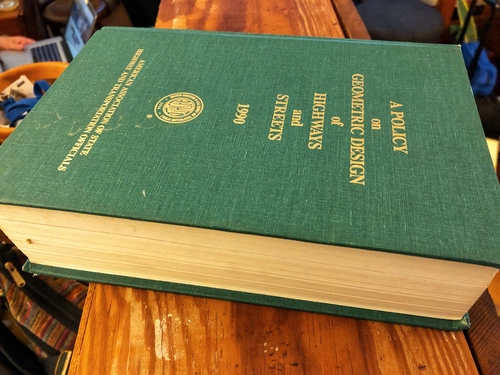 A POLICY
on
GEOMETRIC DESIGN
of
HIGHWAYS
and
STREETS
1990
AMERICAN ASSOCIATION OF STATE
HIGHWAY AND TRANSPORTATION OFFICIALS